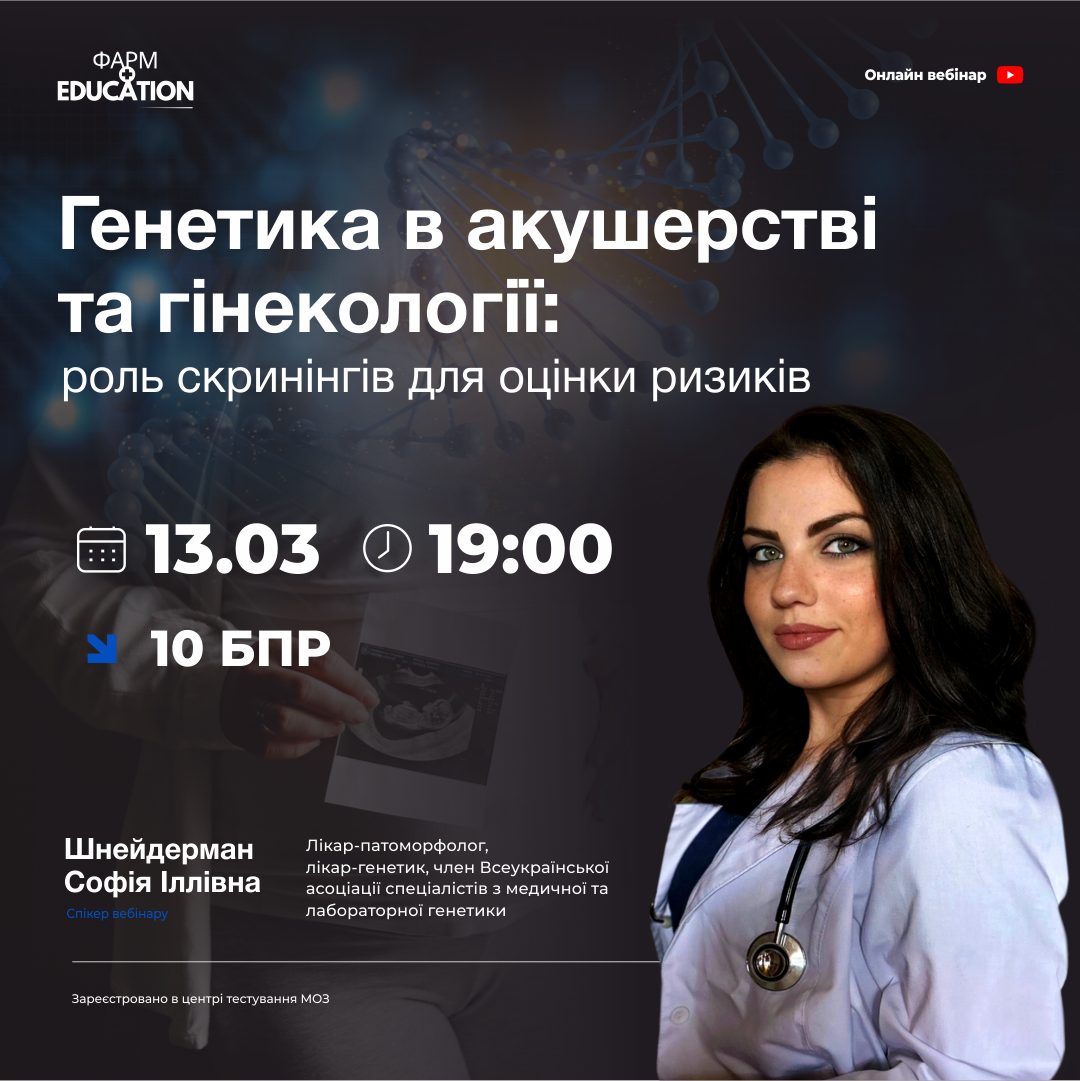 ФАРМ
EDUCATION
Онлайн вебінар
Генетика в акушерстві
та гінекології:
роль скринінгів для оцінки ризиків
13.03
19:00
10 БПР
Шнейдерман
Софія Іллівна
Спікер вебінару
Лікар-патоморфолог,
лікар-генетик, член Всеукраїнської
асоціації спеціалістів з медичної та
лабораторної генетики
Зареєстровано в центрі тестування МОЗ